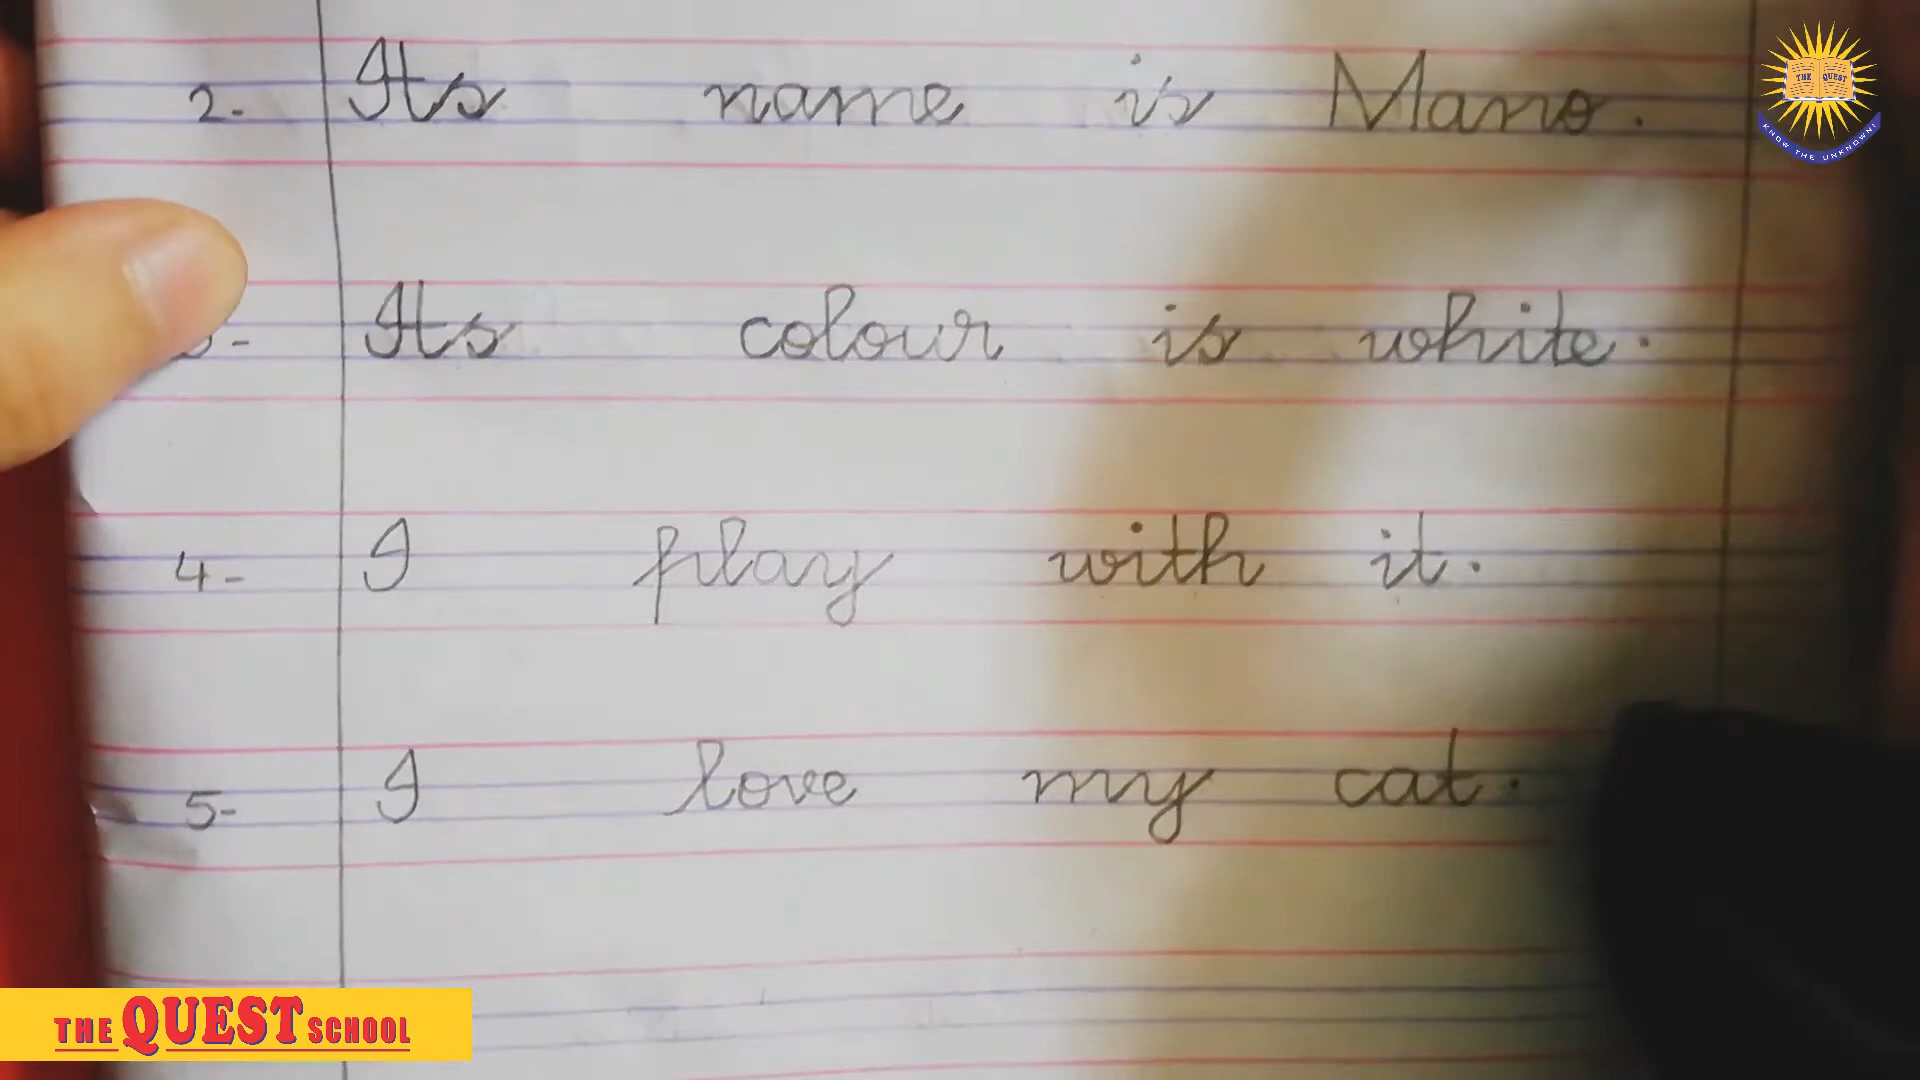 2- Its name is Mano.
THE QUEST
KNOW THE UNKNOWN!
- Its colour is white.
4- I play with it.
5- I love my cat.
THE QUEST SCHOOL